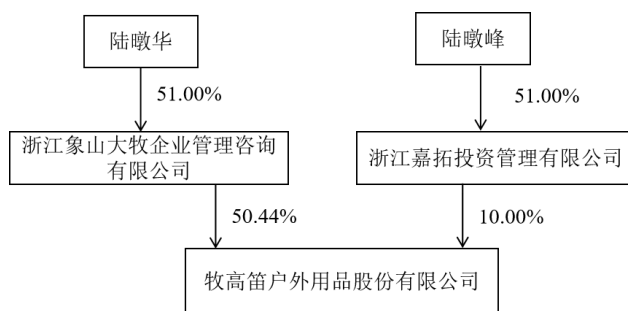 陆暾华
陆暾峰
51.00%
51.00%
浙江象山大牧企业管理咨询
有限公司
浙江嘉拓投资管理有限公司
50.44%
10.00%
牧高笛户外用品股份有限公司